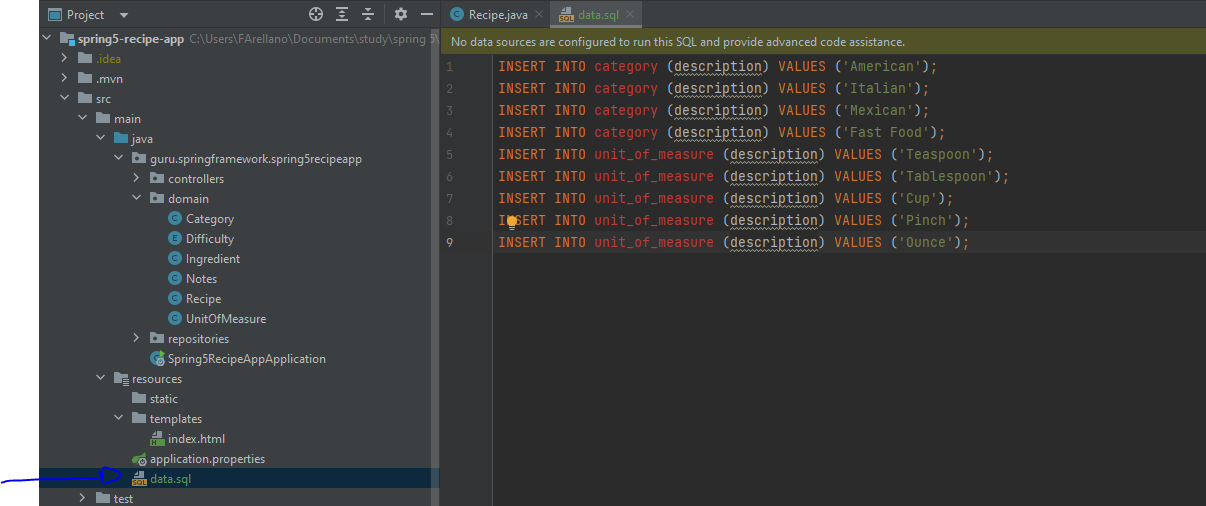 Project
spring5-recipe-app C:\Users\FArellano\Documents\study\spring 5\
.idea
.mvn
src
main
java
guru.springframework.spring5recipeapp
controllers
domain
Category
Difficulty
Ingredient
Notes
Recipe
UnitOfMeasure
repositories
Spring5RecipeAppApplication
resources
static
templates
index.html
application.properties
data.sql
test
Recipe.java data.sql
No data sources are configured to run this SQL and provide advanced code assistance.
1 INSERT INTO category (description) VALUES ('American');
2 INSERT INTO category (description) VALUES ('Italian');
3 INSERT INTO category (description) VALUES ('Mexican');
4 INSERT INTO category (description) VALUES ('Fast Food');
5 INSERT INTO unit_of_measure (description) VALUES ('Teaspoon');
6 INSERT INTO unit_of_measure (description) VALUES ('Tablespoon');
7 INSERT INTO unit_of_measure (description) VALUES ('Cup');
8 INSERT INTO unit_of_measure (description) VALUES ('Pinch');
9 INSERT INTO unit_of_measure (description) VALUES ('Ounce');